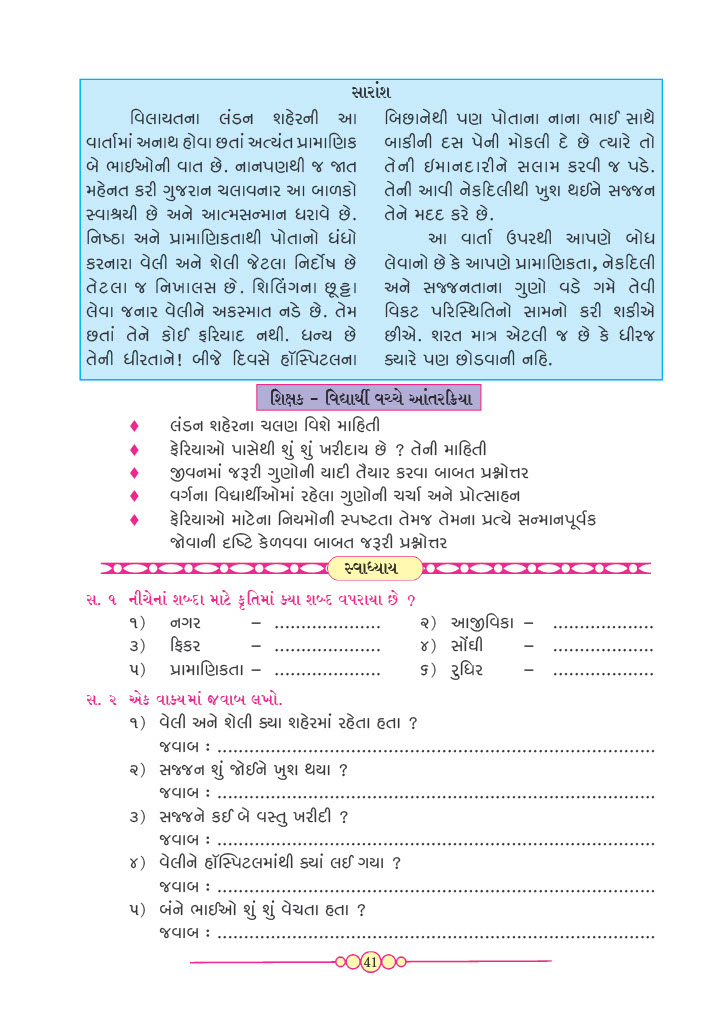 સારાંશ
વિલાયતના લંડન શહેરની આ
વાર્તામાં અનાથ હોવા છતાં અત્યંત પ્રામાણિક
બે ભાઈઓની વાત છે. નાનપણથી જ જાત
મહેનત કરી ગુજરાન ચલાવનાર આ બાળકો
સ્વાશ્રયી છે અને આત્મસન્માન ધરાવે છે.
નિષ્ઠા અને પ્રામાણિકતાથી પોતાનો ધંધો
કરનારા વેલી અને શેલી જેટલા નિર્દોષ છે
તેટલા જ નિખાલસ છે. શિલિંગના છૂટ્ટા
લેવા જનાર વેલીને અકસ્માત નડે છે. તેમ
છતાં તેને કોઈ ફરિયાદ નથી. ધન્ય છે
તેની ધીરતાને! બીજે દિવસે હૉસ્પિટલના
બિછાનેથી પણ પોતાના નાના ભાઈ સાથે
બાકીની દસ પેની મોકલી દે છે ત્યારે તો
તેની ઈમાનદારીને સલામ કરવી જ પડે.
તેની આવી નેકદિલીથી ખુશ થઈને સજ્જન
તેને મદદ કરે છે.
આ વાર્તા ઉપરથી આપણે બોધ
લેવાનો છે કે આપણે પ્રામાણિકતા, નેકદિલી
અને સજ્જનતાના ગુણો વડે ગમે તેવી
વિકટ પરિસ્થિતિનો સામનો કરી શકીએ
છીએ. શરત માત્ર એટલી જ છે કે ધીરજ
ક્યારે પણ છોડવાની નહિ.
શિક્ષક – વિદ્યાર્થી વચ્ચે આંતરક્રિયા
♦ લંડન શહેરના ચલણ વિશે માહિતી
♦ ફેરિયાઓ પાસેથી શું શું ખરીદાય છે ? તેની માહિતી
♦ જીવનમાં જરૂરી ગુણોની યાદી તૈયાર કરવા બાબત પ્રશ્નોત્તર
♦ વર્ગના વિદ્યાર્થીઓમાં રહેલા ગુણોની ચર્ચા અને પ્રોત્સાહન
♦ ફેરિયાઓ માટેના નિયમોની સ્પષ્ટતા તેમજ તેમના પ્રત્યે સન્માનપૂર્વક
જોવાની દૃષ્ટિ કેળવવા બાબત જરૂરી પ્રશ્નોત્તર
સ્વાધ્યાય
સ. ૧ નીચેનાં શબ્દો માટે કૃતિમાં ક્યા શબ્દ વપરાયા છે ?
૧) નગર – .................... ૨) આજીવિકા – ...................
૩) ફિકર – .................... ૪) સોંઘી – ...................
૫) પ્રામાણિકતા – .................... ૬) રુધિર – ...................
સ. ૨ એક વાક્યમાં જવાબ લખો.
૧) વેલી અને શેલી ક્યા શહેરમાં રહેતા હતા ?
જવાબ : ..................................................................................
૨) સજ્જન શું જોઈને ખુશ થયા ?
જવાબ : ..................................................................................
૩) સજ્જને કઈ બે વસ્તુ ખરીદી ?
જવાબ : ..................................................................................
૪) વેલીને હૉસ્પિટલમાંથી ક્યાં લઈ ગયા ?
જવાબ : ..................................................................................
૫) બંને ભાઈઓ શું શું વેચતા હતા ?
જવાબ : ..................................................................................
41